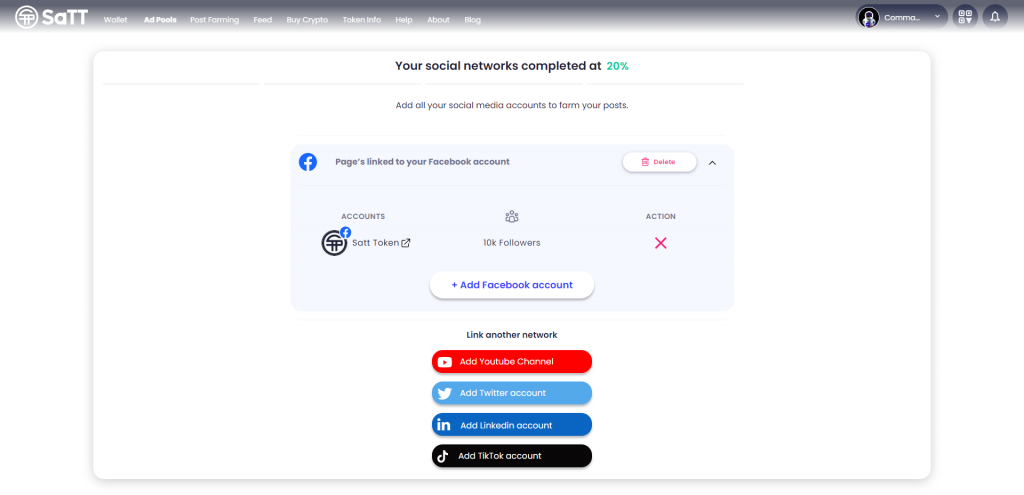 SaTT
Wallet Ad Pools Post Farming Feed Buy Crypto Token Info Help About Blog
Comma...
Your social networks completed at 20%
Add all your social media accounts to farm your posts.
Page's linked to your Facebook account
Delete
ACCOUNTS ACTION
Satt Token 10k Followers
+ Add Facebook account
Link another network
Add Youtube Channel
Add Twitter account
Add Linkedin account
Add TikTok account